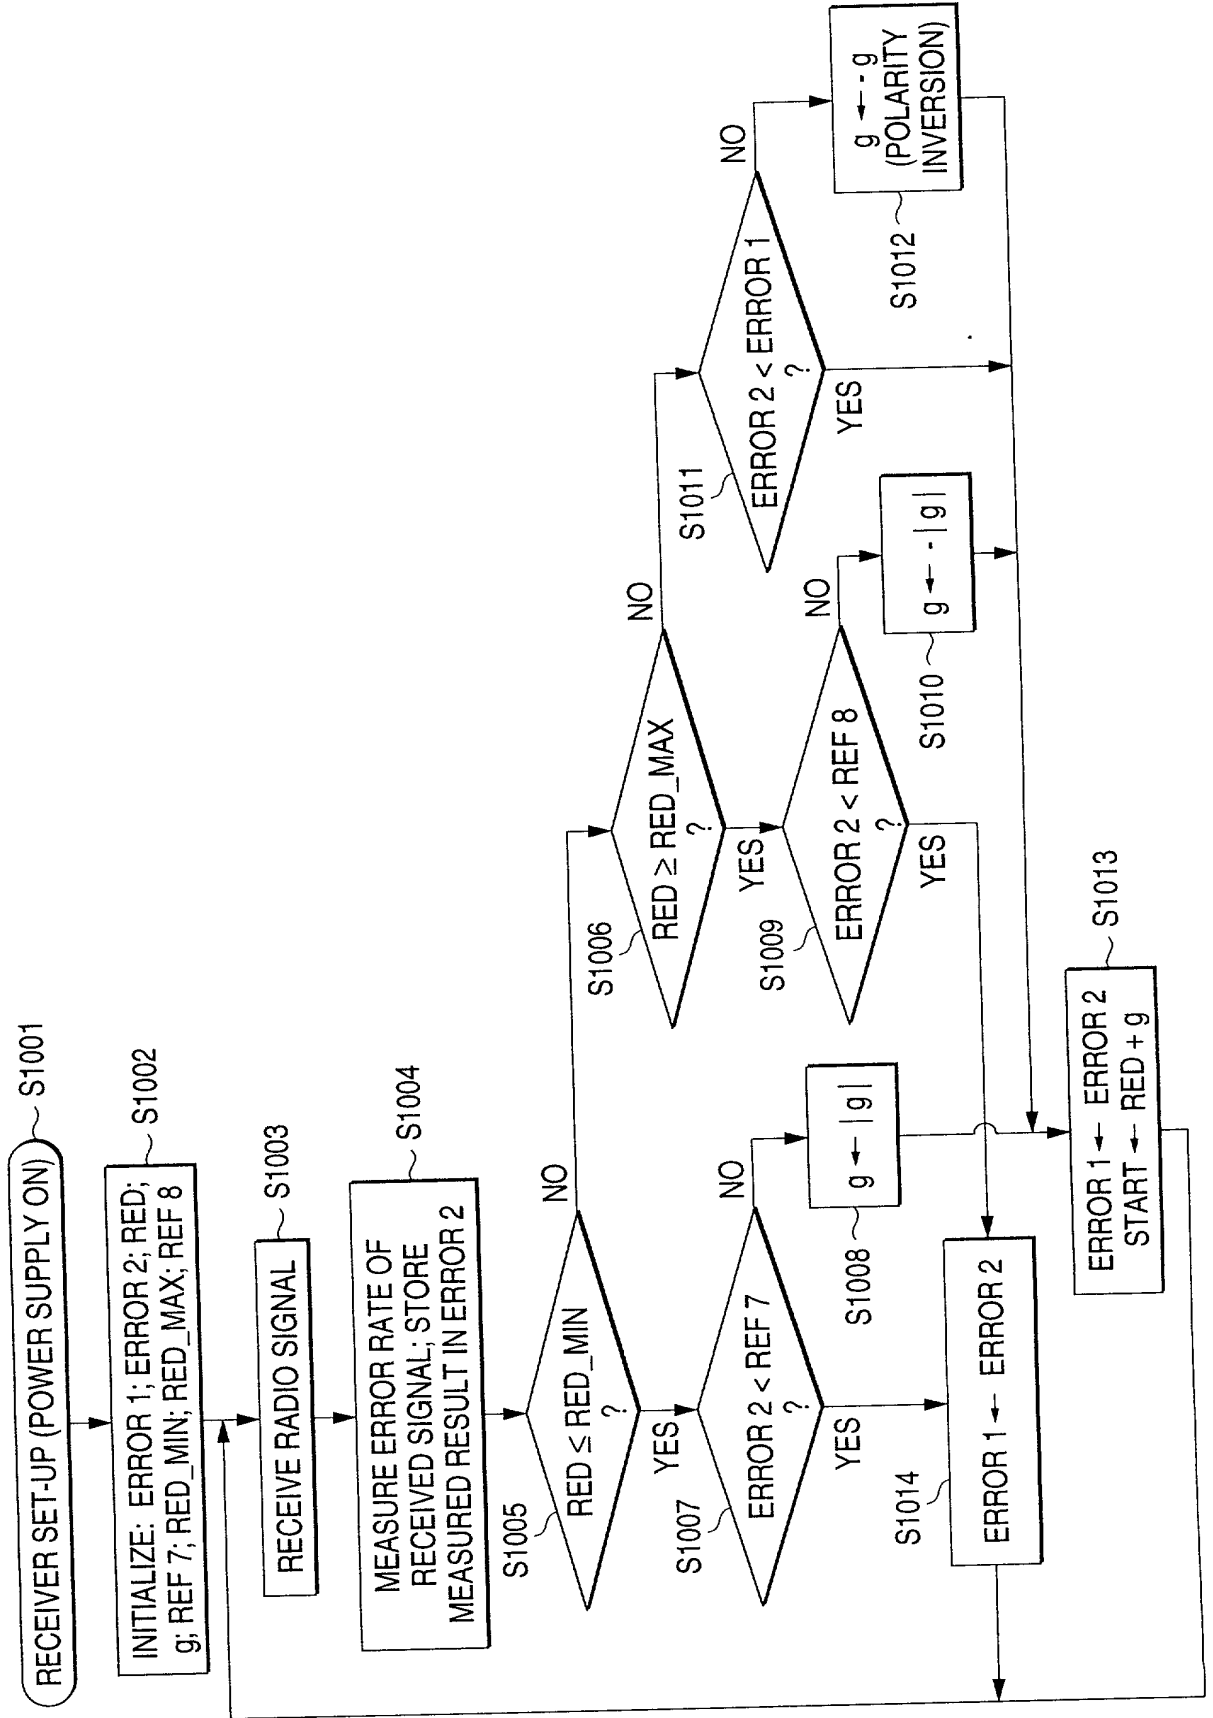 RECEIVER SET-UP (POWER SUPPLY ON)
S1001
INITIALIZE: ERROR 1; ERROR 2; RED;
g; REF 7; RED_MIN; RED_MAX; REF 8
S1002
RECEIVE RADIO SIGNAL
S1003
MEASURE ERROR RATE OF
RECEIVED SIGNAL; STORE
MEASURED RESULT IN ERROR 2
S1004
S1005
RED ≤ RED_MIN
?
NO
YES
S1006
RED ≥ RED_MAX
?
NO
YES
S1007
ERROR 2 < REF 7
?
NO
YES
S1008
g ← |g|
S1009
ERROR 2 < REF 8
?
NO
YES
S1010
g ← -|g|
S1011
ERROR 2 < ERROR 1
?
NO
YES
S1012
g ← - g
(POLARITY
INVERSION)
S1014
ERROR 1 ← ERROR 2
S1013
ERROR 1 ← ERROR 2
START ← RED + g